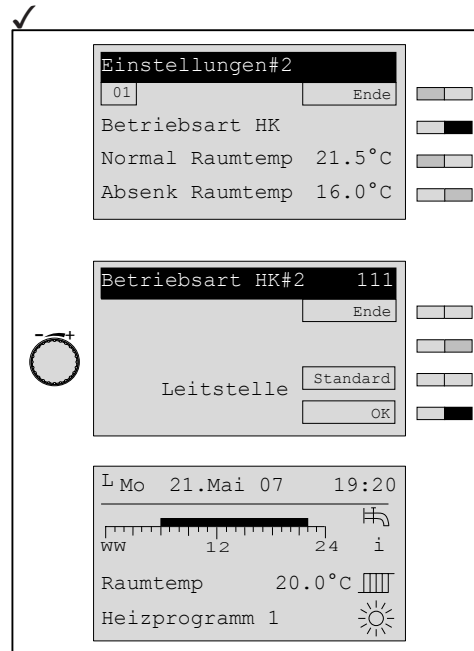 Einstellungen#2
01 Ende
Betriebsart HK
Normal Raumtemp 21.5°C
Absenk Raumtemp 16.0°C
Betriebsart HK#2 111
Ende
- +
Leitstelle Standard
OK
L Mo 21.Mai 07 19:20
WW 12 24 i
Raumtemp 20.0°C
Heizprogramm 1